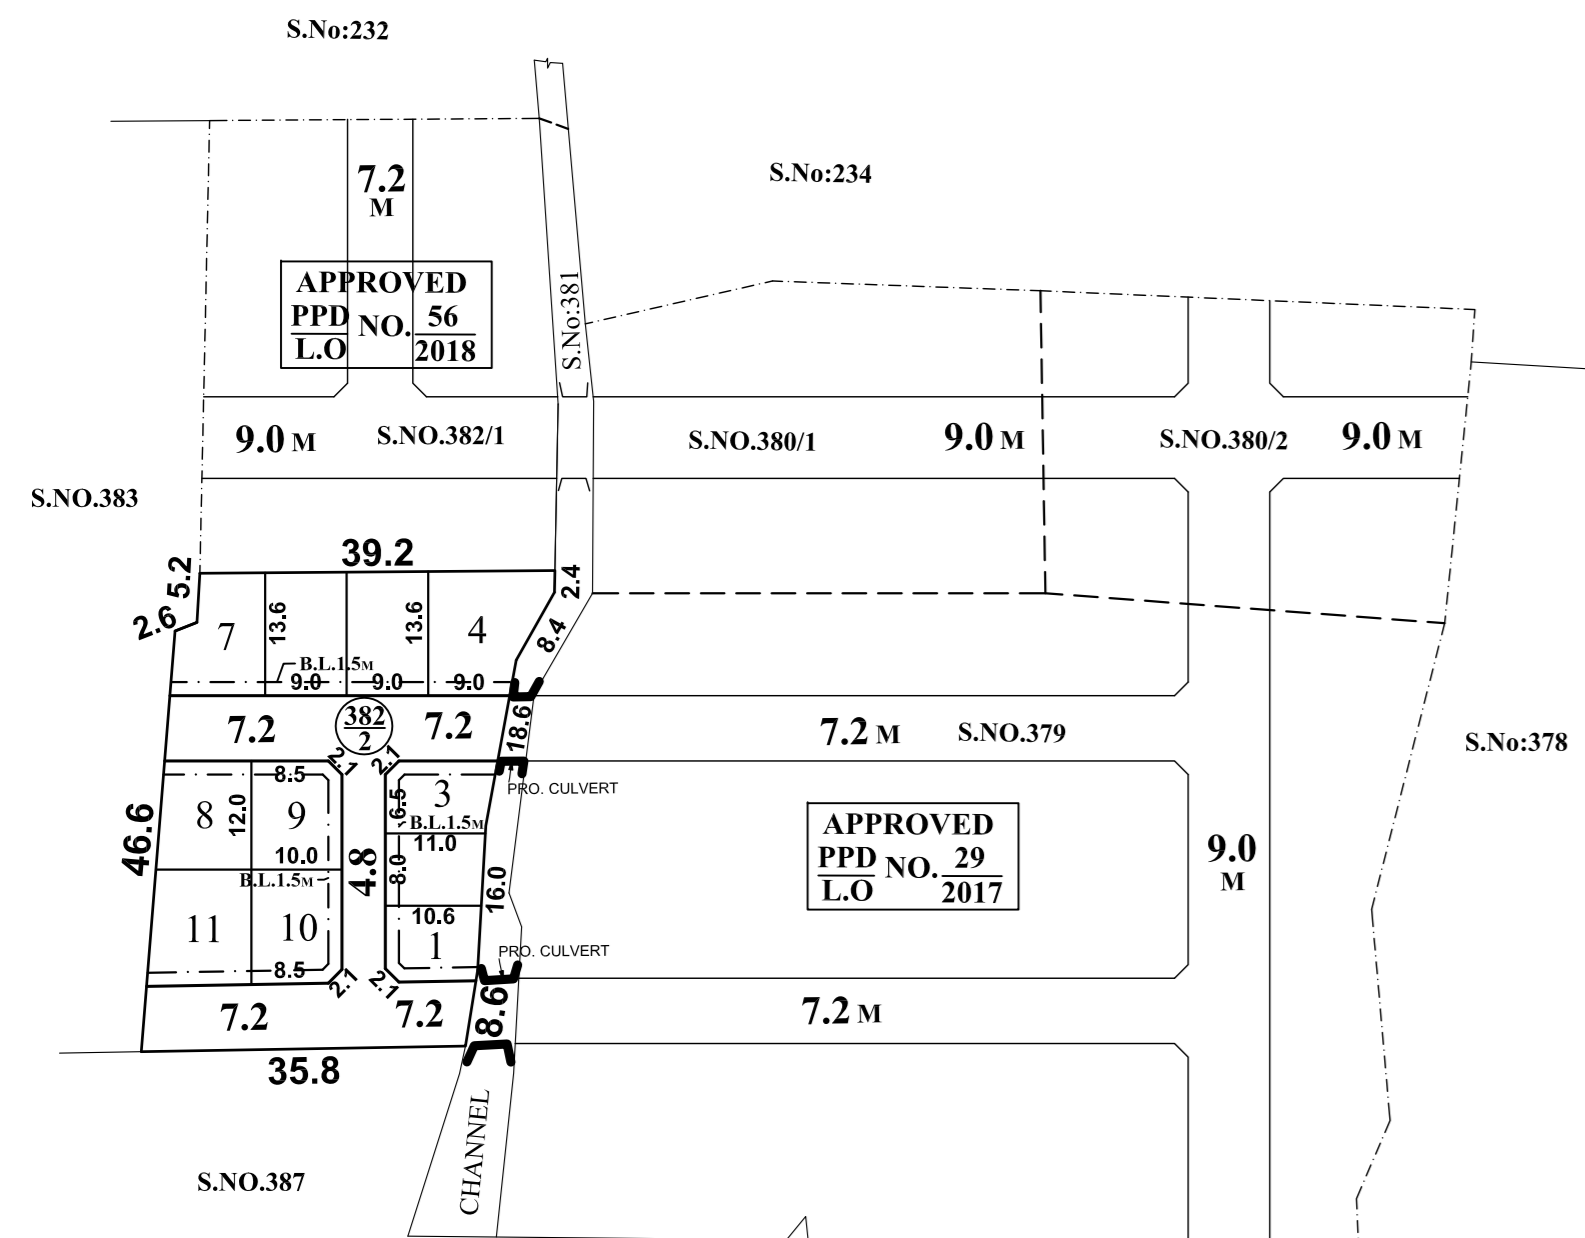 S.No:232
S.No:234
7.2
M
APPROVED
PPD NO. 56
L.O 2018
S.No:381
9.0 M
S.NO.382/1
S.NO.380/1
9.0 M
S.NO.380/2
9.0 M
S.NO.383
39.2
5.2
2.6
2.4
8.4
7
13.6
13.6
4
B.L.1.5M
9.0
9.0
9.0
7.2
382
2
7.2
18.6
7.2 M
S.NO.379
S.No:378
2.1
2.1
8.5
3
PRO. CULVERT
6.5
8
12.0
9
B.L.1.5M
11.0
46.6
10.0
4.8
8.0
16.0
B.L.1.5M
APPROVED
PPD NO. 29
L.O 2017
9.0
M
11
10
10.6
1
PRO. CULVERT
8.5
2.1
2.1
7.2
7.2
8.6
7.2 M
35.8
CHANNEL
S.NO.387